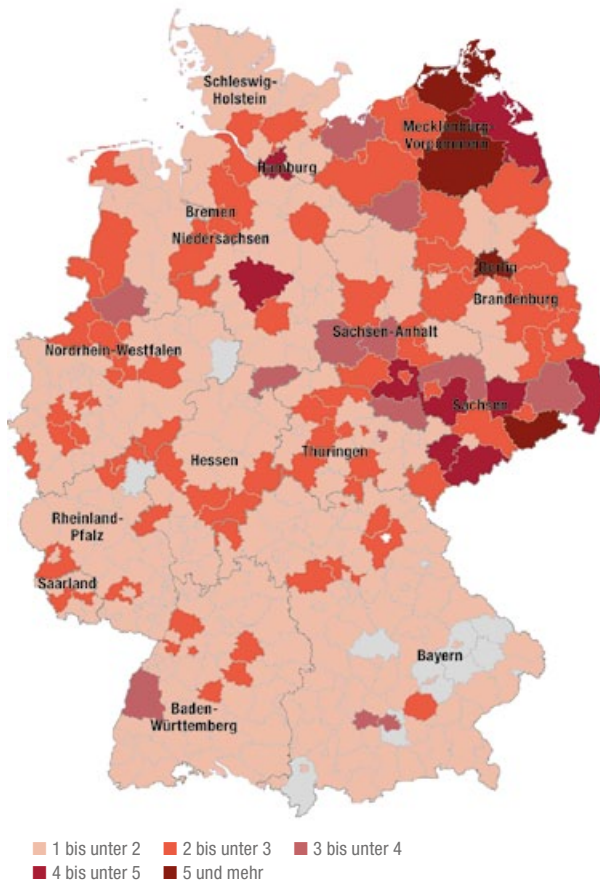 Schleswig-
Holstein
Mecklenburg-
Vorpommern
Hamburg
Bremen
Niedersachsen
Berlin
Brandenburg
Sachsen-Anhalt
Nordrhein-Westfalen
Sachsen
Hessen
Thüringen
Rheinland-
Pfalz
Saarland
Bayern
Baden-
Württemberg
1 bis unter 2
2 bis unter 3
3 bis unter 4
4 bis unter 5
5 und mehr